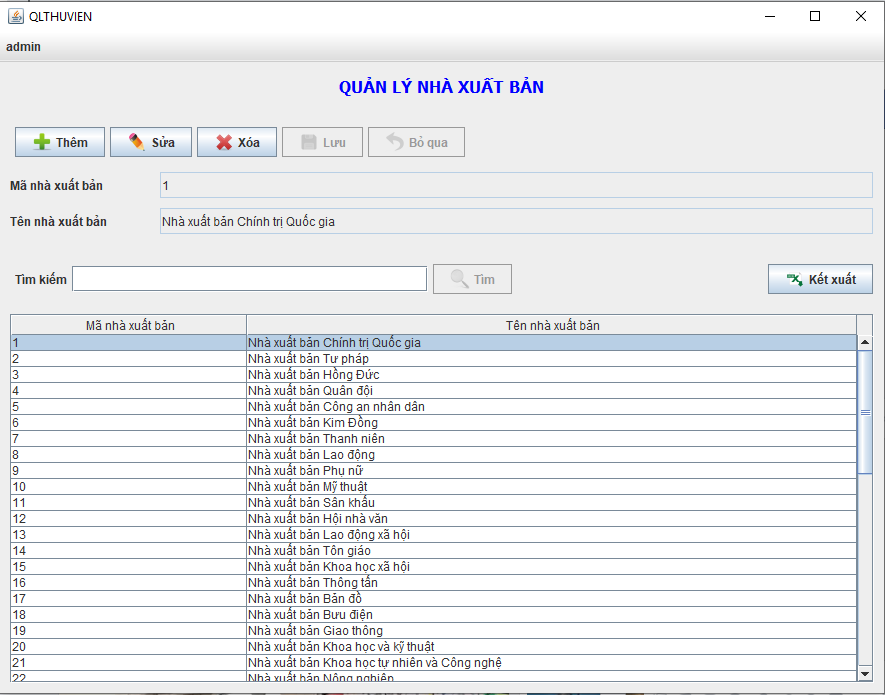 QLTHUVIEN
admin
QUẢN LÝ NHÀ XUẤT BẢN
Thêm Sửa Xóa Lưu Bỏ qua
Mã nhà xuất bản 1
Tên nhà xuất bản Nhà xuất bản Chính trị Quốc gia
Tìm kiếm Tìm Kết xuất
Mã nhà xuất bản Tên nhà xuất bản
1 Nhà xuất bản Chính trị Quốc gia
2 Nhà xuất bản Tư pháp
3 Nhà xuất bản Hồng Đức
4 Nhà xuất bản Quân đội
5 Nhà xuất bản Công an nhân dân
6 Nhà xuất bản Kim Đồng
7 Nhà xuất bản Thanh niên
8 Nhà xuất bản Lao động
9 Nhà xuất bản Phụ nữ
10 Nhà xuất bản Mỹ thuật
11 Nhà xuất bản Sân khấu
12 Nhà xuất bản Hội nhà văn
13 Nhà xuất bản Lao động xã hội
14 Nhà xuất bản Tôn giáo
15 Nhà xuất bản Khoa học xã hội
16 Nhà xuất bản Thông tấn
17 Nhà xuất bản Bản đồ
18 Nhà xuất bản Bưu điện
19 Nhà xuất bản Giao thông
20 Nhà xuất bản Khoa học và kỹ thuật
21 Nhà xuất bản Khoa học tự nhiên và Công nghệ
22 Nhà xuất bản Nông nghiệp